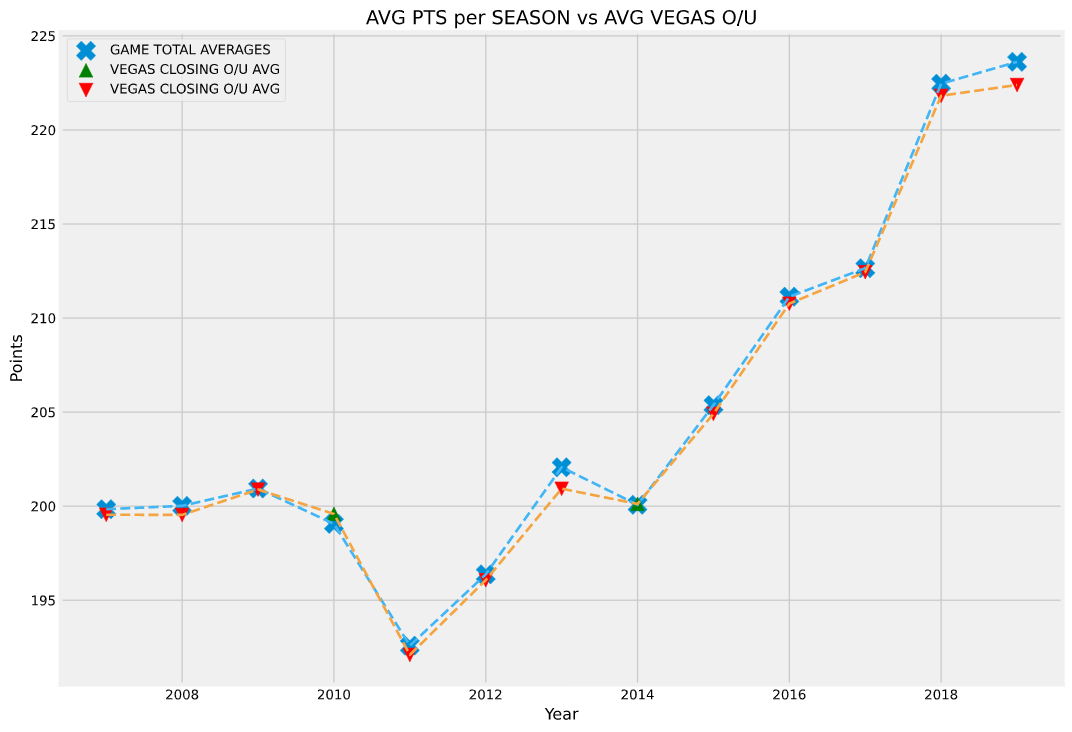 AVG PTS per SEASON vs AVG VEGAS O/U
GAME TOTAL AVERAGES
VEGAS CLOSING O/U AVG
VEGAS CLOSING O/U AVG
225
220
215
210
205
200
195
Points
2008 2010 2012 2014 2016 2018
Year